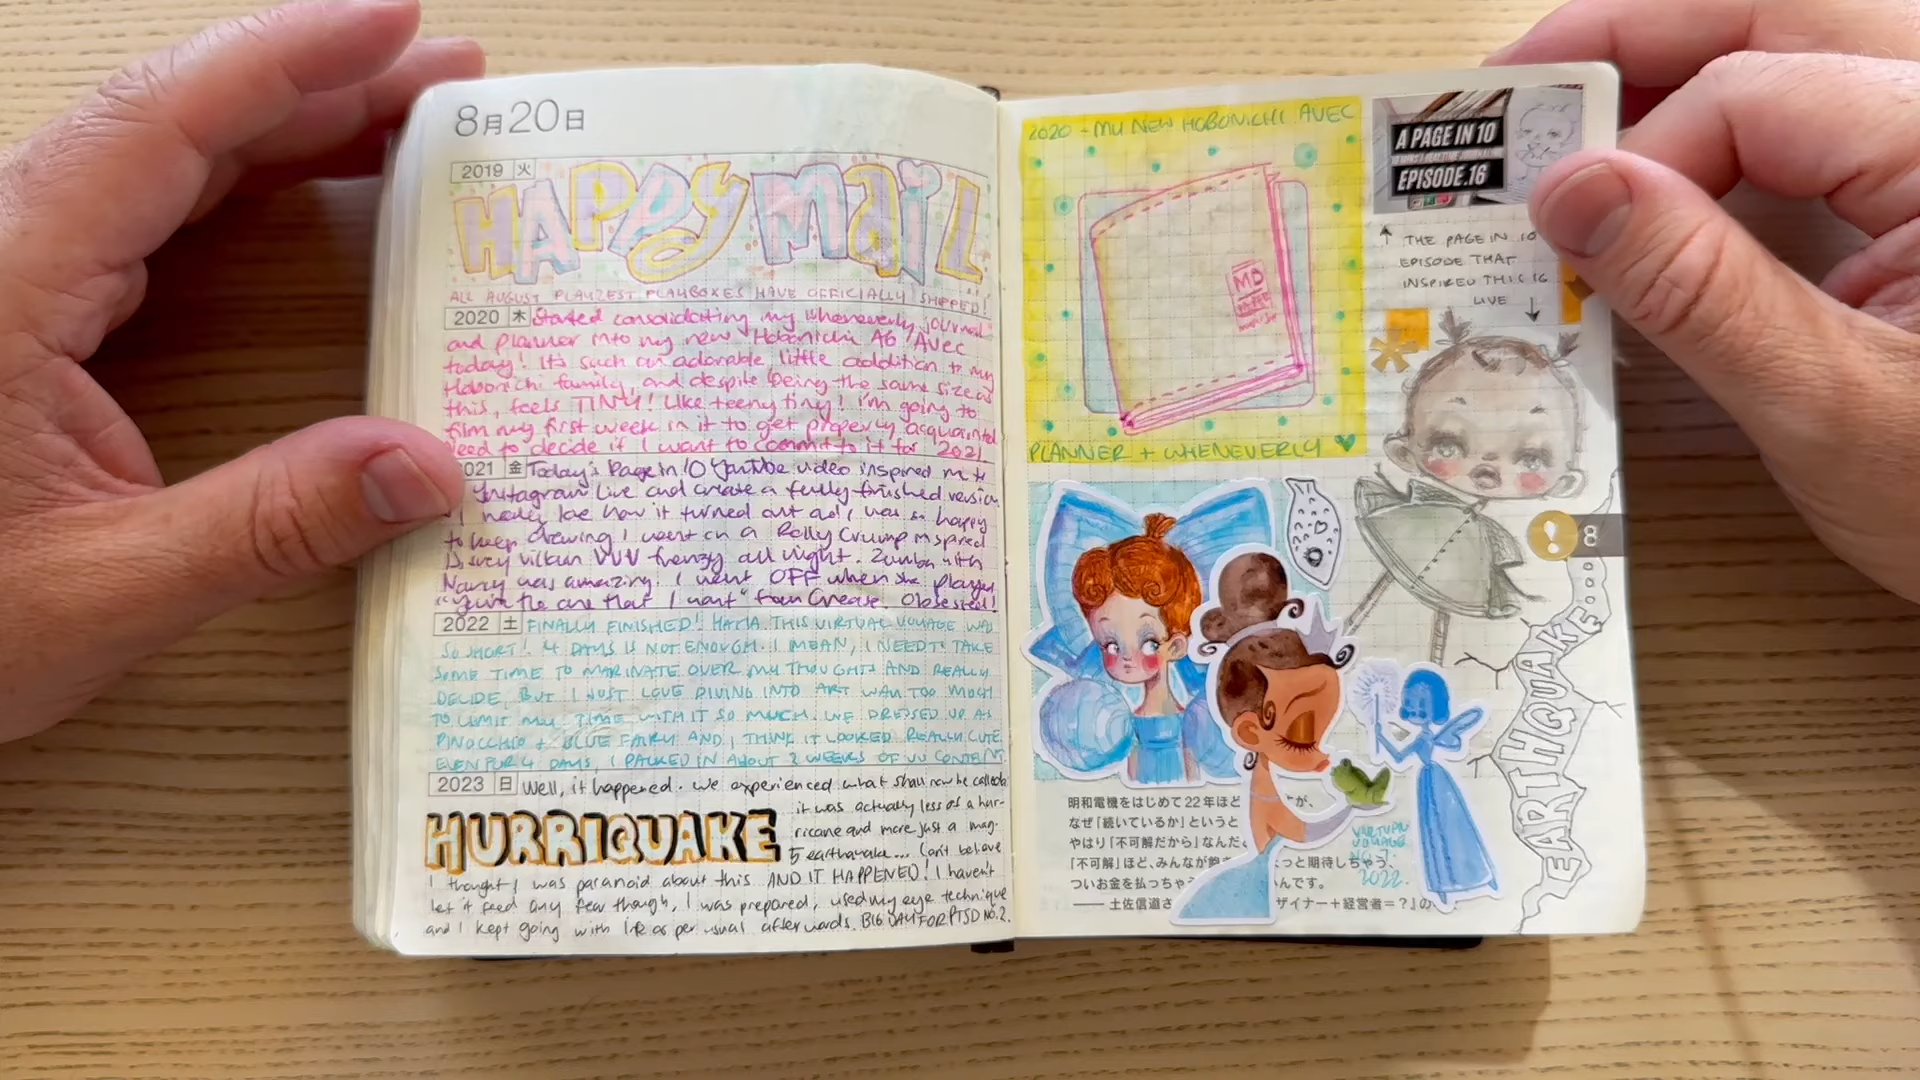 8月20日
2019 火
HAPPY MAIL
ALL AUGUST PLAYZEST PLAYBOXES HAVE OFFICIALLY SHIPPED!
2020 木 Started consolidating my wheneverly journal
and planner into my new Hobonichi A6 Avec
today! It's such an adorable little addition to my
Hobonichi family, and despite being the same size as
this, feels TINY! Like teeny tiny! I'm going to
film my first week in it to get properly acquainted
Need to decide if I want to commit to it for 2021
2021 金 Today's Page in 10 YouTube video inspired me to
Instagram Live and create a fully finished version
I love how it turned out and I was so happy
to keep drawing I went on a Rolly Crump inspired
Disney villain VVV frenzy all night. Zumba with
Nancy was amazing. I went OFF when she played
"You're the one that I want" from Grease. Obsessed!
2022 土 FINALLY FINISHED! HAHA. THIS VIRTUAL VOYAGE WAS
SO SHORT! 4 DAYS IS NOT ENOUGH. I MEAN, I NEED TO TAKE
SOME TIME TO MARINATE OVER MY THOUGHTS AND REALLY
DECIDE, BUT I JUST LOVE DIVING INTO ART WAY TOO MUCH
TO LIMIT MY TIME WITH IT SO MUCH. WE DRESSED UP AS
PINOCCHIO + BLUE FAIRY AND I THINK IT LOOKED REALLY CUTE.
EVEN FOR 4 DAYS, I PACKED IN ABOUT 2 WEEKS OF VV CONTENT.
2023 日 Well, it happened. We experienced what shall now be called a
HURRIQUAKE
it was actually less of a hur-
ricane and more just a mag.
5 earthquake... Can't believe
I thought I was paranoid about this AND IT HAPPENED! I haven't
let it feed any fear though, I was prepared, used my eye technique
and I kept going with life as per usual afterwards. BIG DAY FOR PTSD NO.2.
2020 - MY NEW HOBONICHI AVEC
MD
PLANNER + WHENEVERLY
A PAGE IN 10
EPISODE.16
THE PAGE IN 10
EPISODE THAT
INSPIRED THIS IG
LIVE
8
EARTHQUAKE
明和電機をはじめて22年ほど が、
なぜ「続いているか」というと
やはり「不可解だから」なんだ
「不可解」ほど、みんなが っと期待しちゃう、
ついお金を払っちゃ んです。
—— 土佐信道 ザイナー+経営者=?』の
VIRTUAL
VOYAGE
NO.7.
2022.